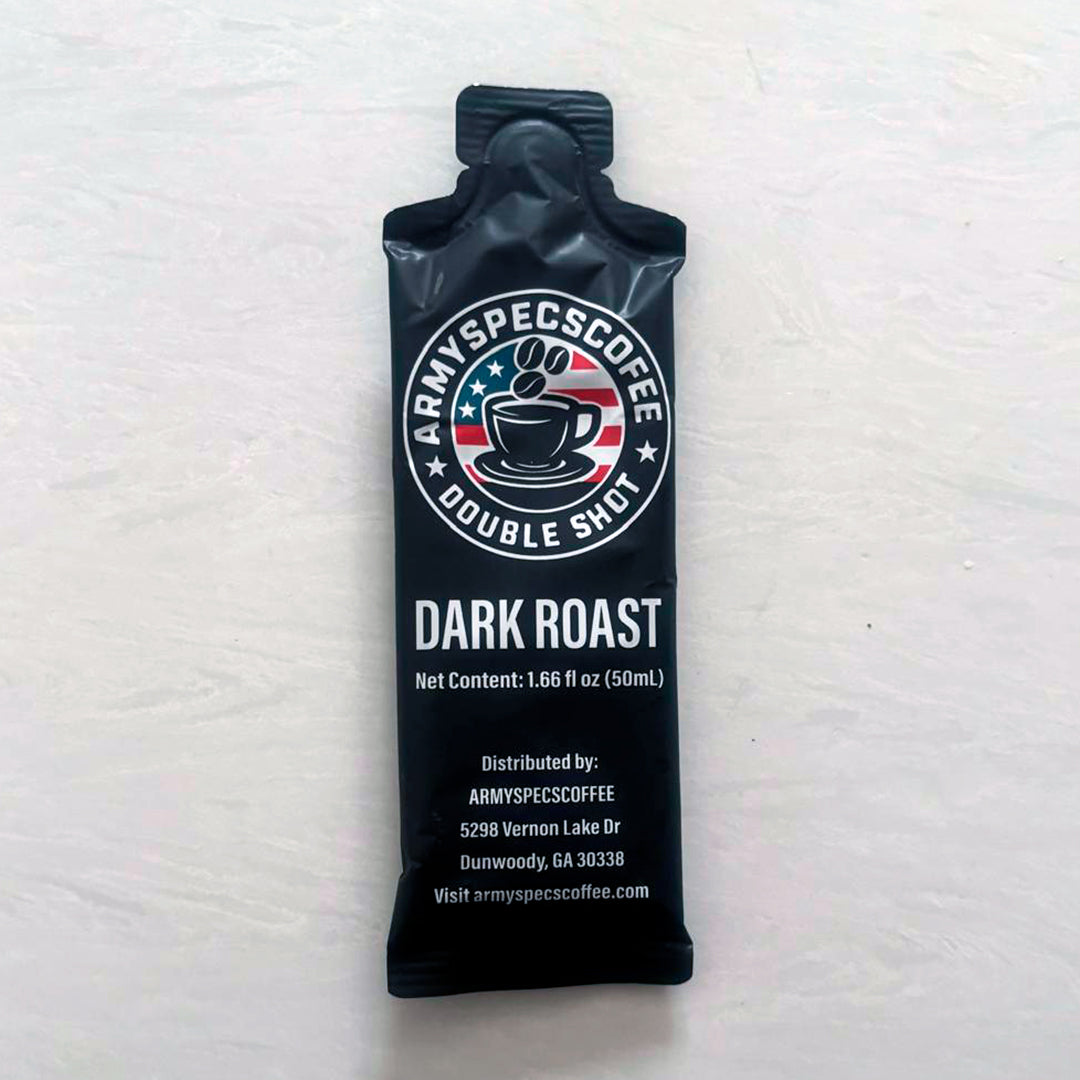 ARMYSPECSCOFEE
DOUBLE SHOT
DARK ROAST
Net Content: 1.66 fl oz (50mL)
Distributed by:
ARMYSPECSCOFFEE
5298 Vernon Lake Dr
Dunwoody, GA 30338
Visit armyspecscoffee.com